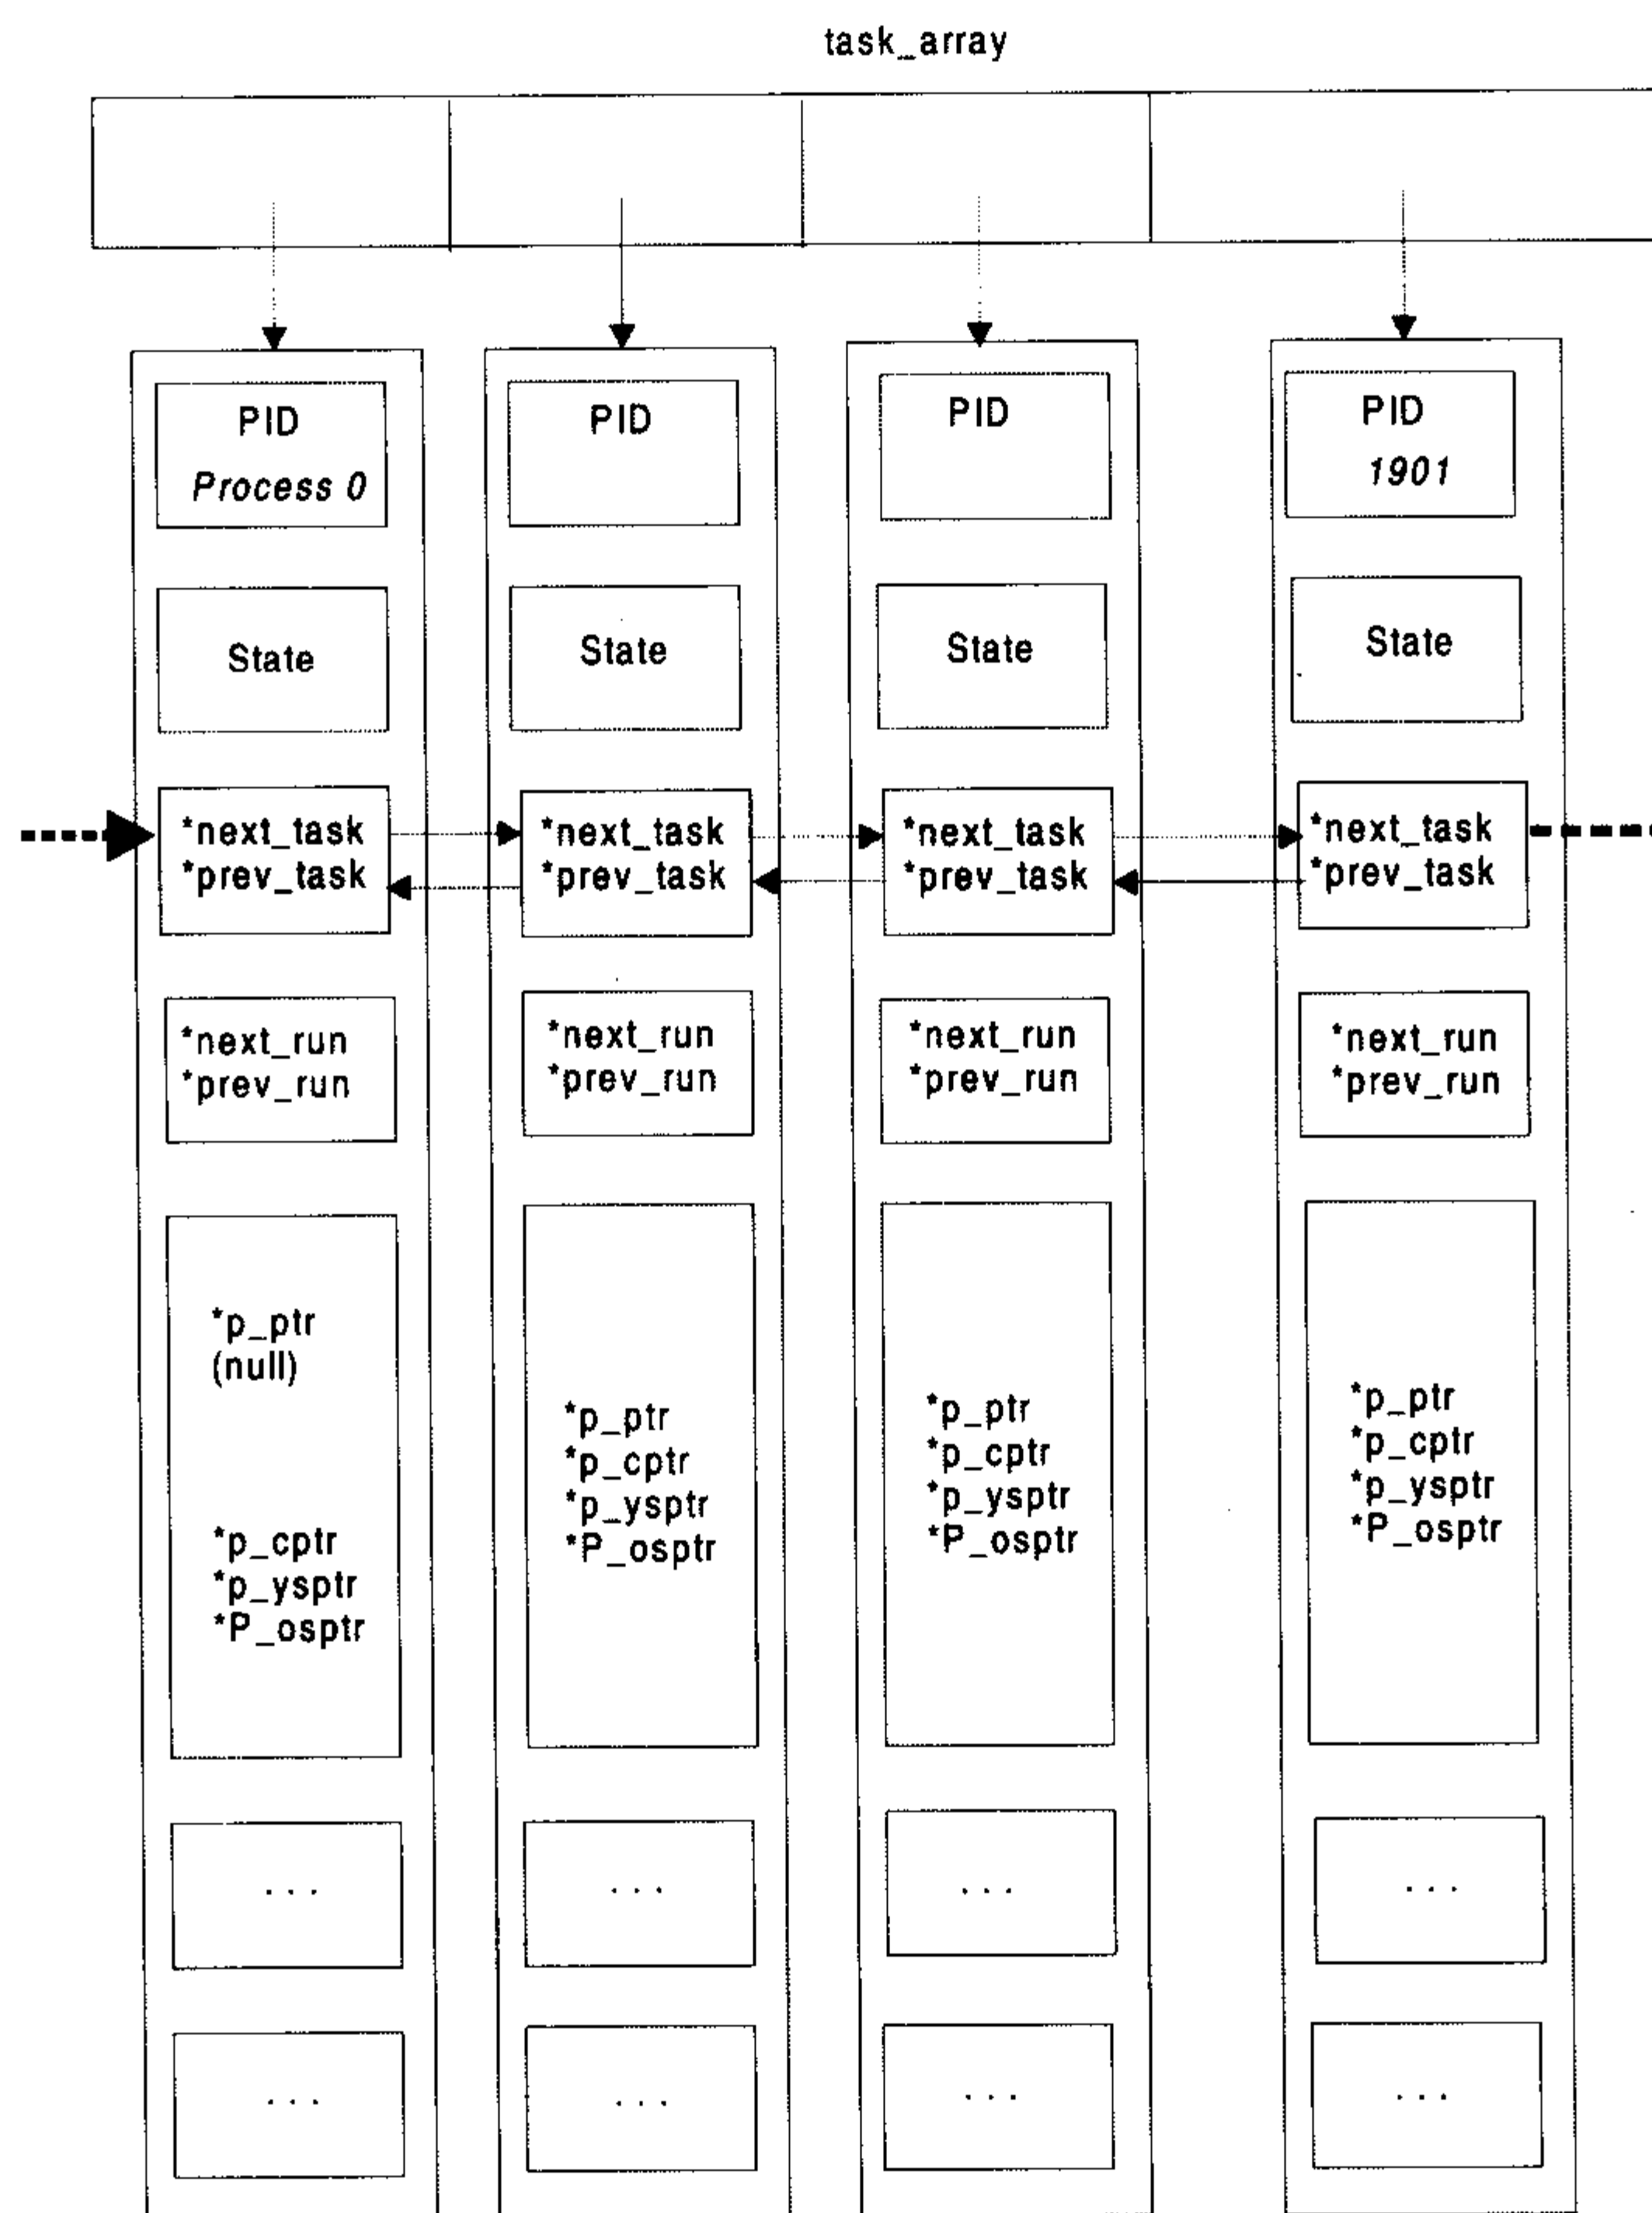 task_array
PID
Process 0
State
*next_task
*prev_task
*next_run
*prev_run
*p_ptr
(null)
*p_cptr
*p_ysptr
*P_osptr
...
...
PID
State
*next_task
*prev_task
*next_run
*prev_run
*p_ptr
*p_cptr
*p_ysptr
*P_osptr
...
...
PID
State
*next_task
*prev_task
*next_run
*prev_run
*p_ptr
*p_cptr
*p_ysptr
*P_osptr
...
...
PID
1901
State
*next_task
*prev_task
*next_run
*prev_run
*p_ptr
*p_cptr
*p_ysptr
*P_osptr
...
...